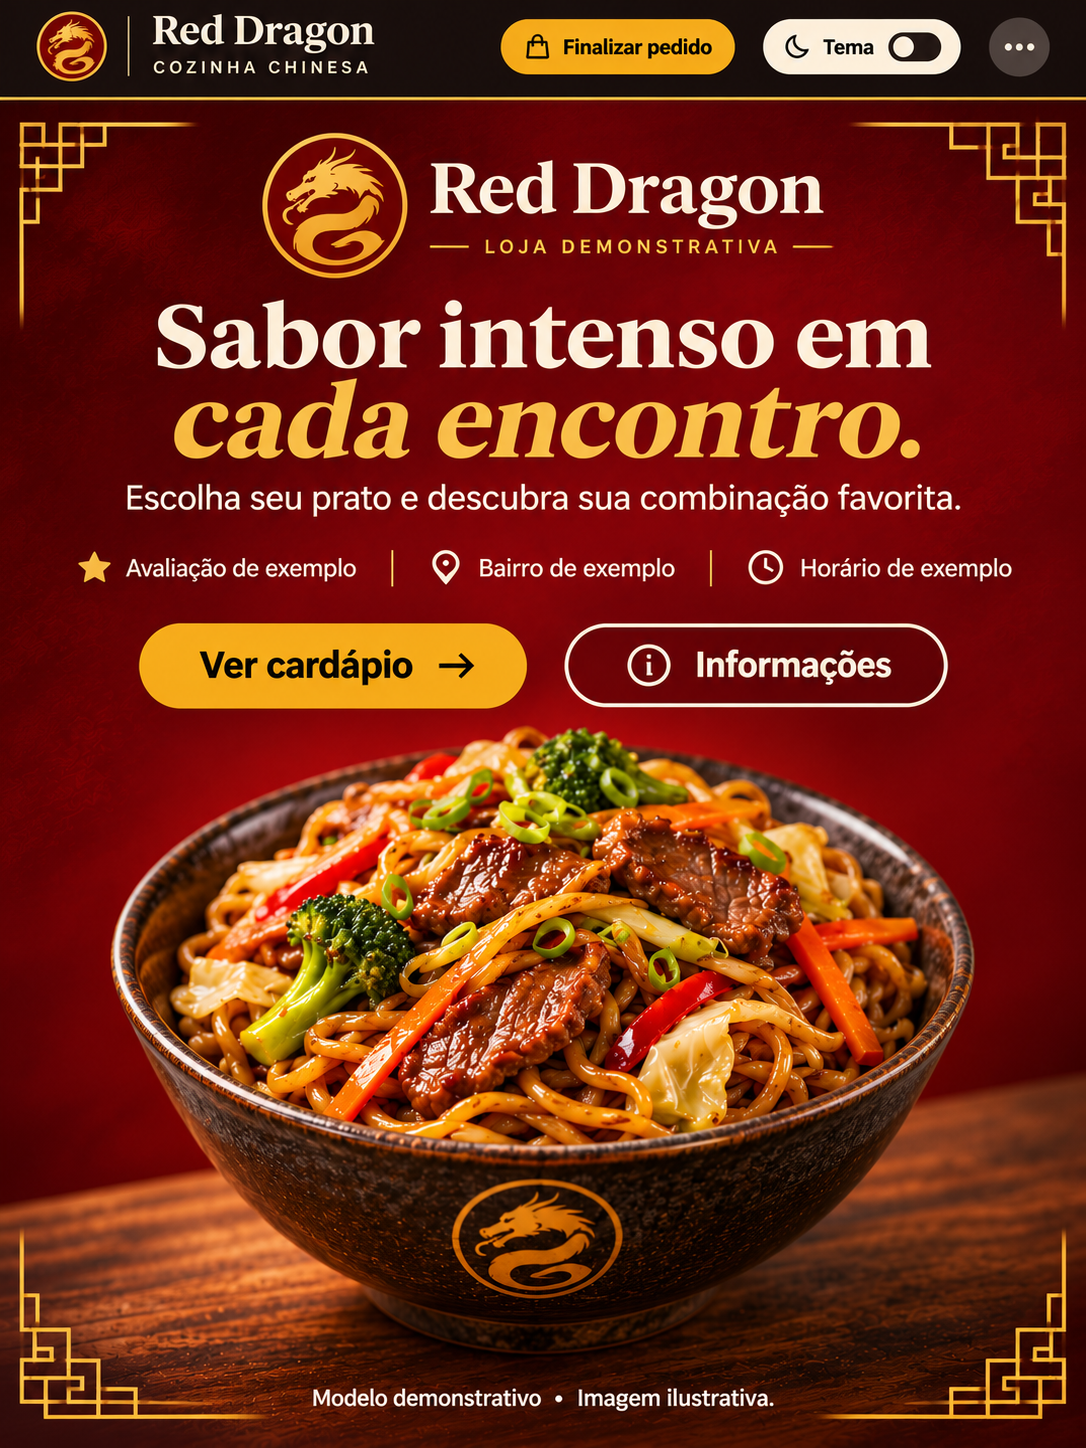 Red Dragon
COZINHA CHINESA
Finalizar pedido
Tema
Red Dragon
LOJA DEMONSTRATIVA
Sabor intenso em
cada encontro.
Escolha seu prato e descubra sua combinação favorita.
Avaliação de exemplo
Bairro de exemplo
Horário de exemplo
Ver cardápio →
Informações
Modelo demonstrativo • Imagem ilustrativa.